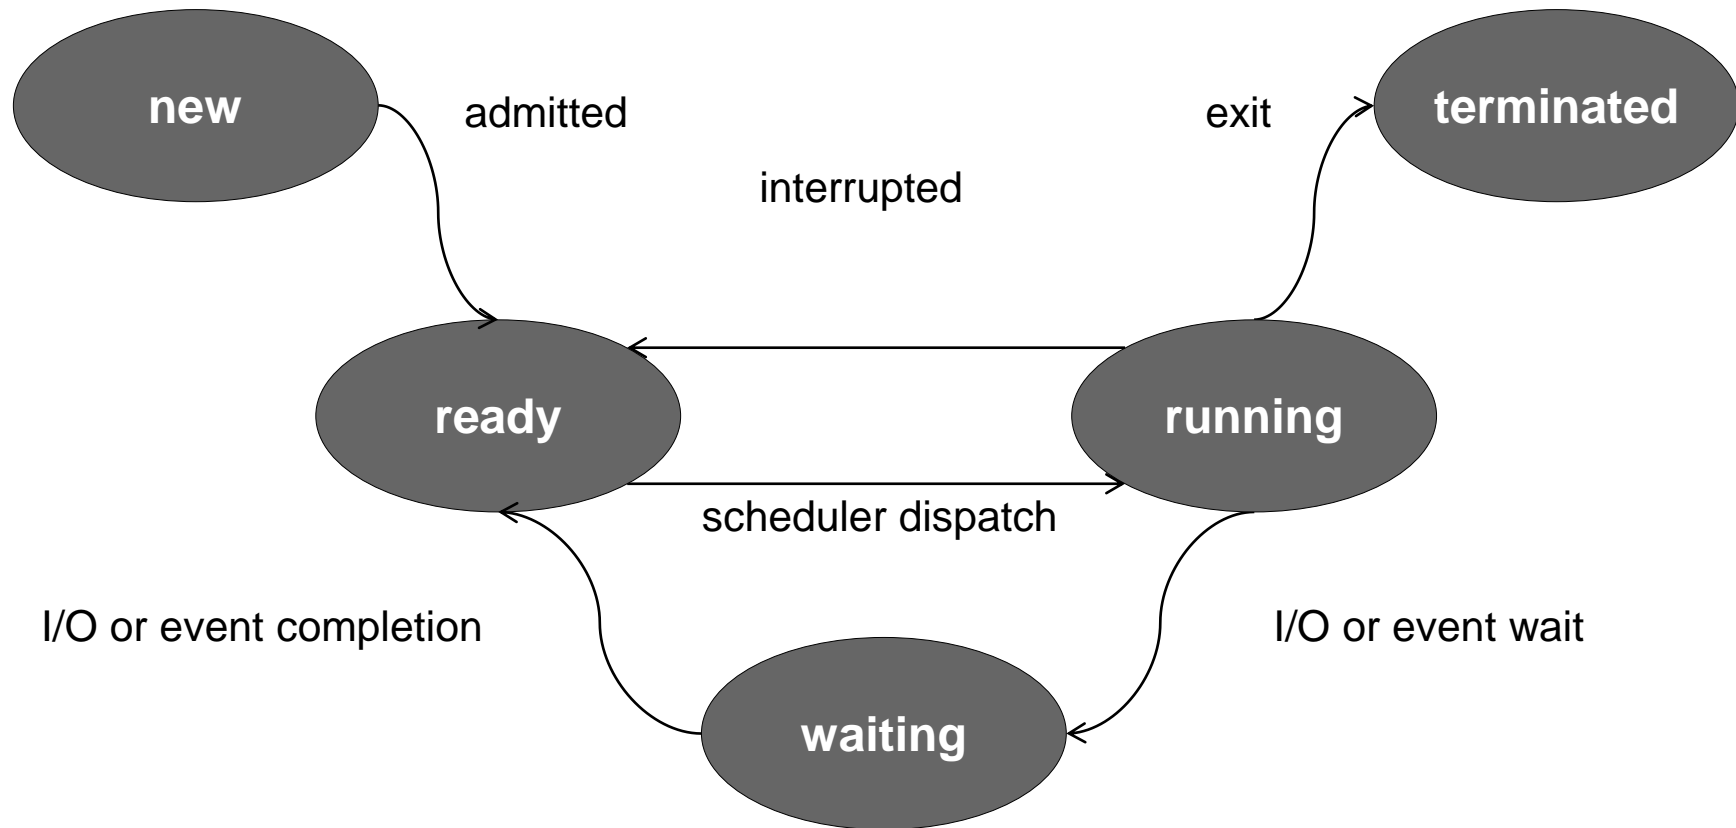 new
admitted
exit
terminated
interrupted
ready
running
scheduler dispatch
I/O or event completion
I/O or event wait
waiting